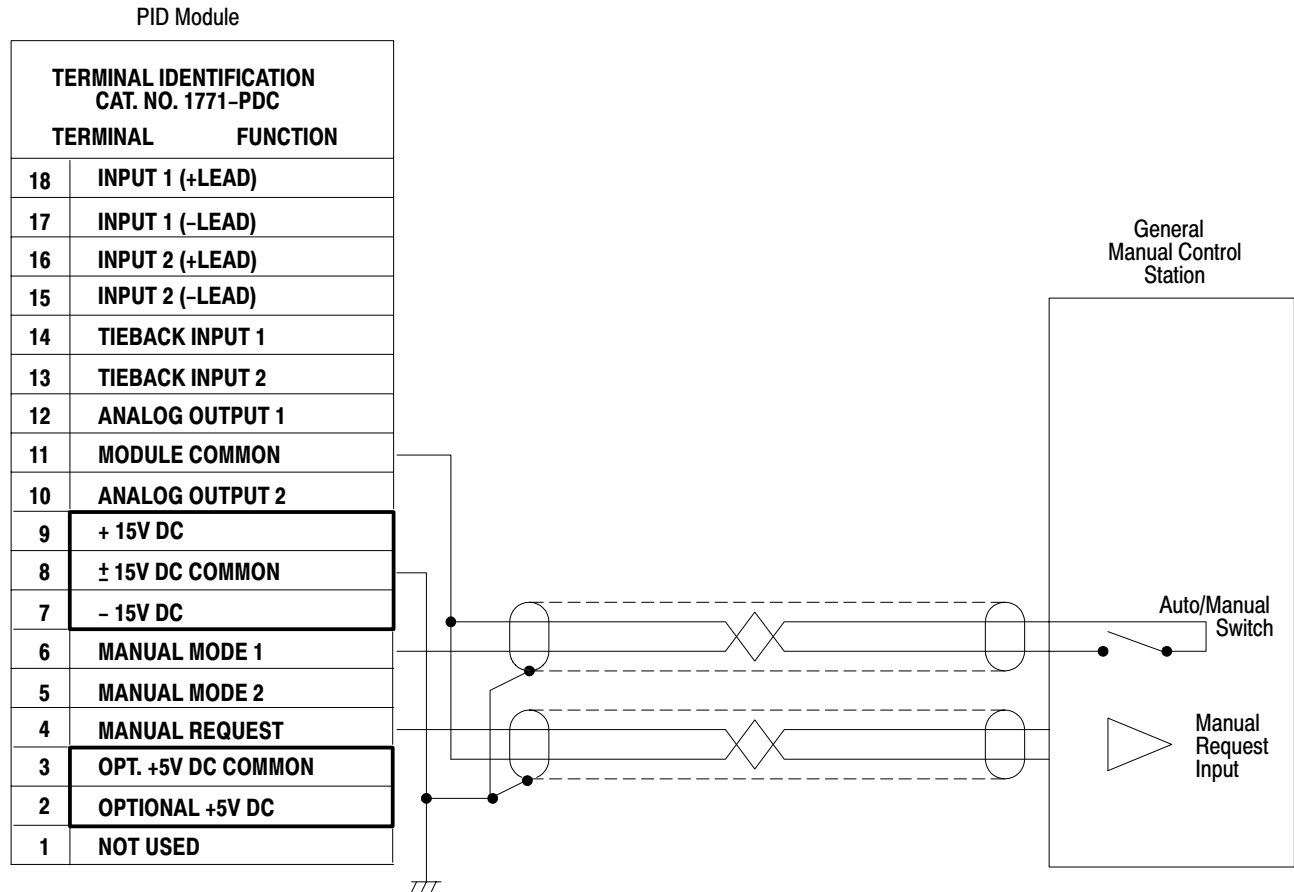 PID Module
TERMINAL IDENTIFICATION
CAT. NO. 1771–PDC
TERMINAL FUNCTION
18 INPUT 1 (+LEAD)
17 INPUT 1 (–LEAD)
16 INPUT 2 (+LEAD)
15 INPUT 2 (–LEAD)
14 TIEBACK INPUT 1
13 TIEBACK INPUT 2
12 ANALOG OUTPUT 1
11 MODULE COMMON
10 ANALOG OUTPUT 2
9 + 15V DC
8 ± 15V DC COMMON
7 – 15V DC
6 MANUAL MODE 1
5 MANUAL MODE 2
4 MANUAL REQUEST
3 OPT. +5V DC COMMON
2 OPTIONAL +5V DC
1 NOT USED
General
Manual Control
Station
Auto/Manual
Switch
Manual
Request
Input